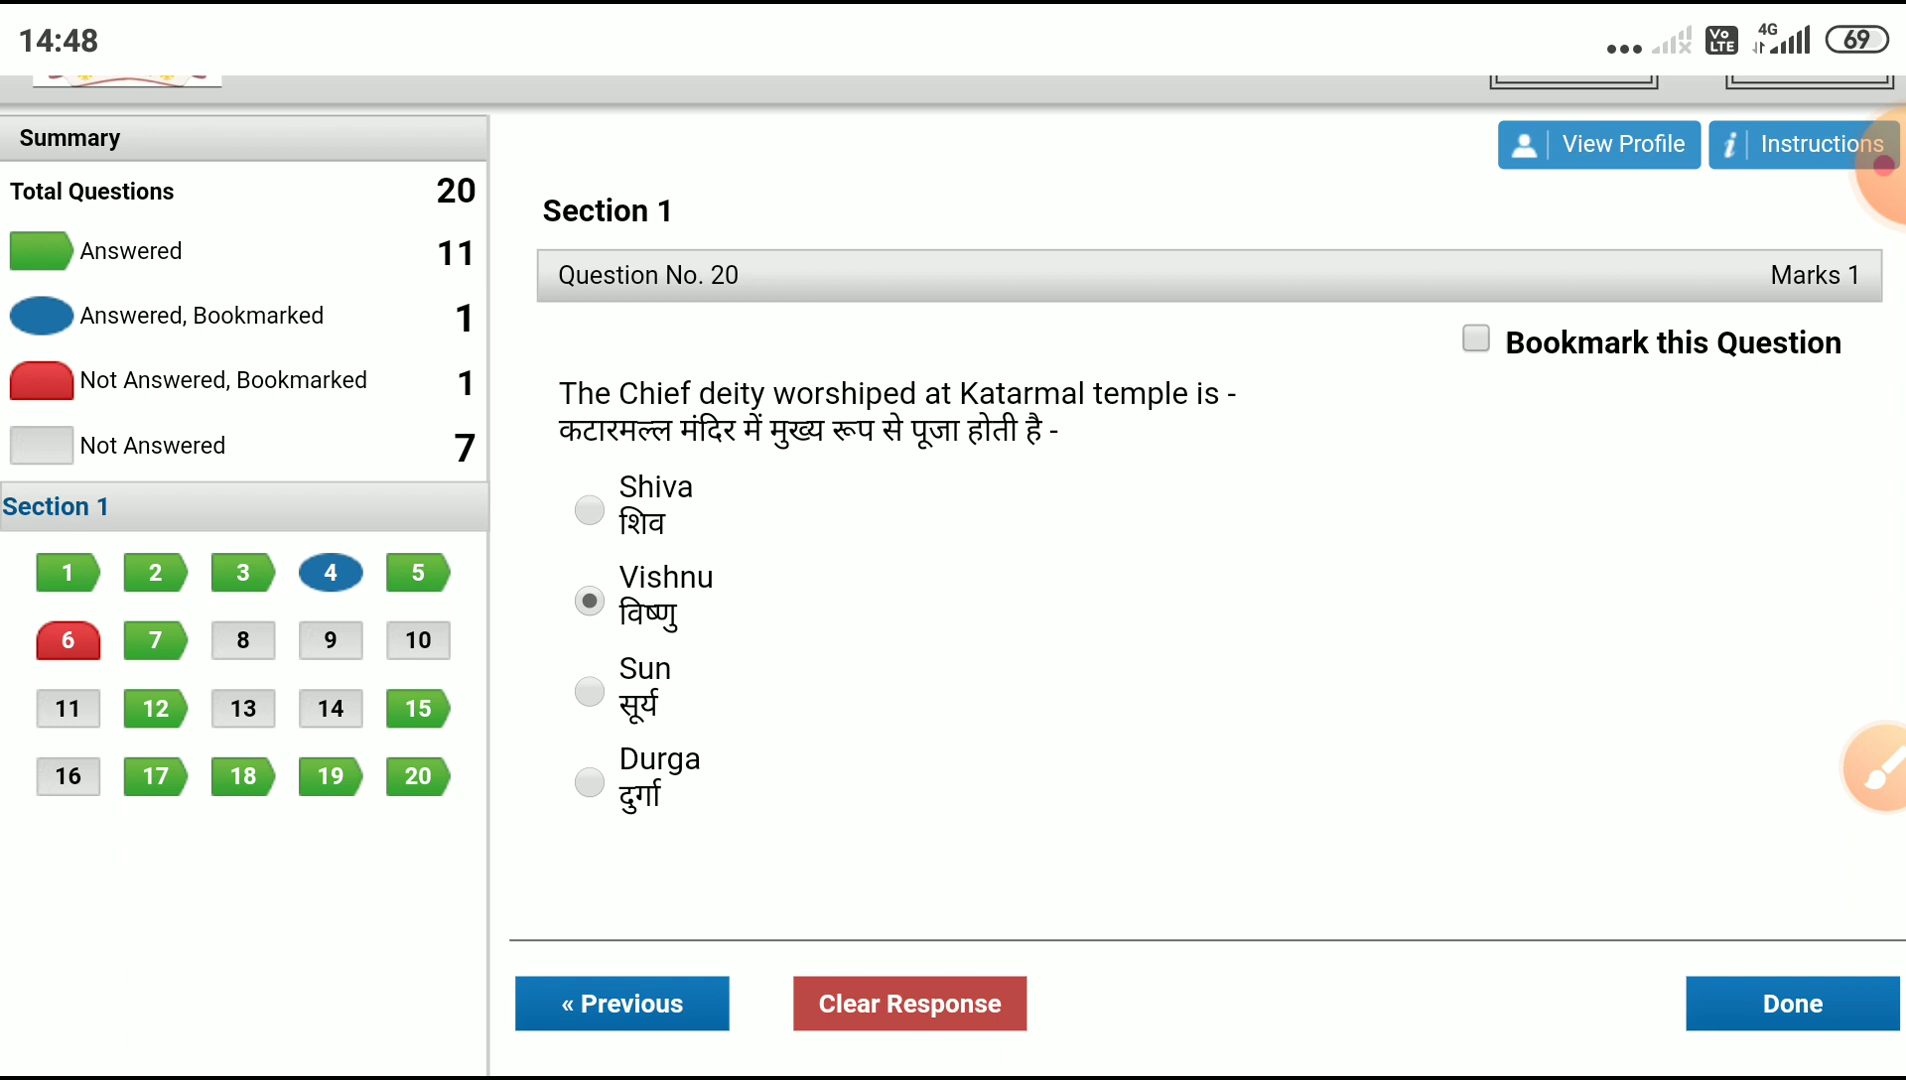 14:48
Vo LTE 4G 69
Summary
Total Questions 20
Answered 11
Answered, Bookmarked 1
Not Answered, Bookmarked 1
Not Answered 7
Section 1
1 2 3 4 5
6 7 8 9 10
11 12 13 14 15
16 17 18 19 20
View Profile i Instructions
Section 1
Question No. 20 Marks 1
Bookmark this Question
The Chief deity worshiped at Katarmal temple is -
कटारमल्ल मंदिर में मुख्य रूप से पूजा होती है -
Shiva
शिव
Vishnu
विष्णु
Sun
सूर्य
Durga
दुर्गा
« Previous Clear Response Done